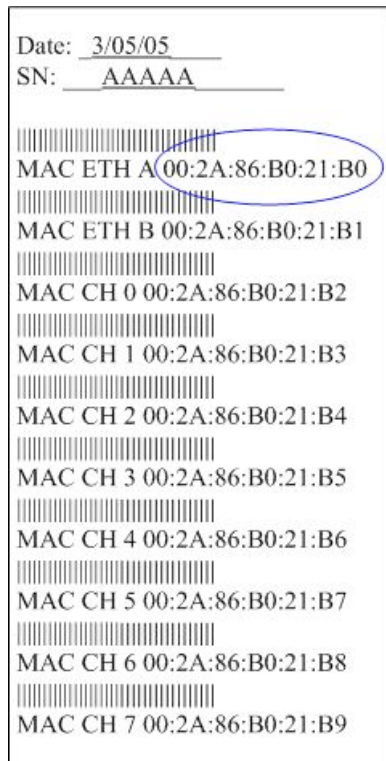 Date: 3/05/05
SN: AAAAA
MAC ETH A 00:2A:86:B0:21:B0
MAC ETH B 00:2A:86:B0:21:B1
MAC CH 0 00:2A:86:B0:21:B2
MAC CH 1 00:2A:86:B0:21:B3
MAC CH 2 00:2A:86:B0:21:B4
MAC CH 3 00:2A:86:B0:21:B5
MAC CH 4 00:2A:86:B0:21:B6
MAC CH 5 00:2A:86:B0:21:B7
MAC CH 6 00:2A:86:B0:21:B8
MAC CH 7 00:2A:86:B0:21:B9